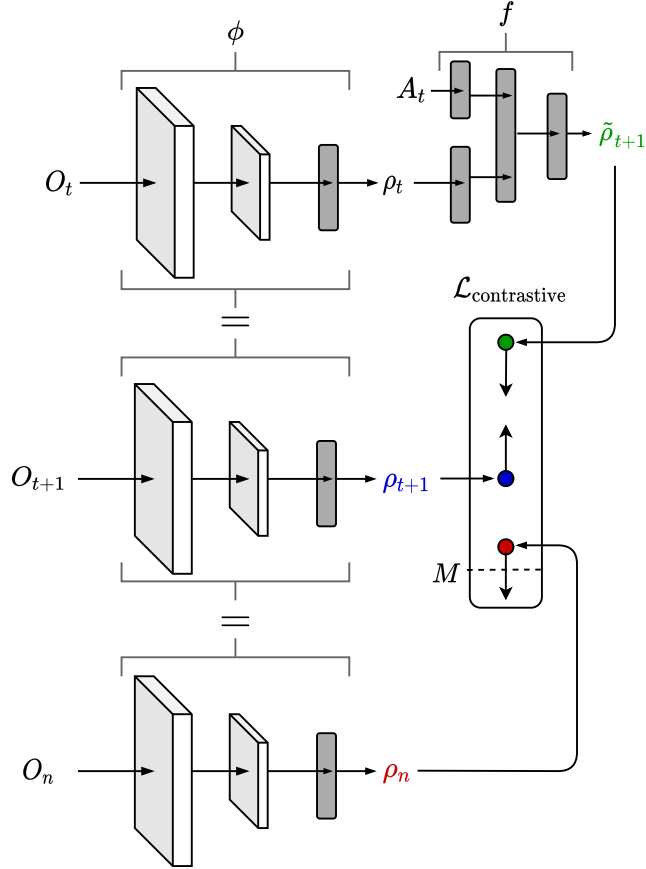 f
ϕ
A_t
O_t
ρ_t
ρ̃_{t+1}
ℒ_contrastive
=
O_{t+1}
ρ_{t+1}
M
=
O_n
ρ_n